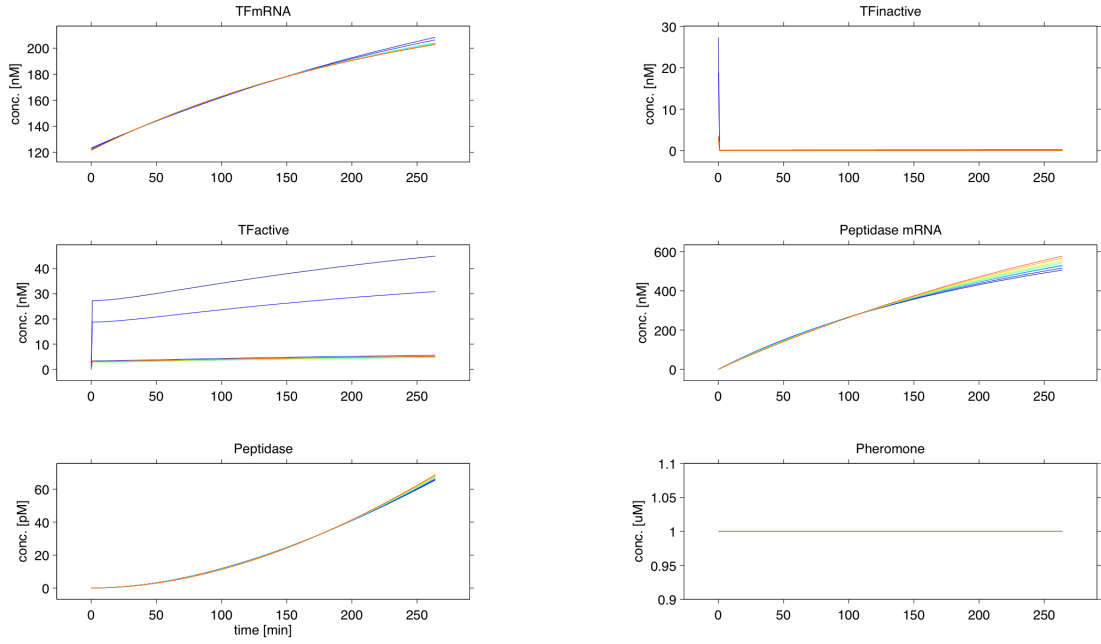 TFmRNA
conc. [nM]
200
180
160
140
120
0 50 100 150 200 250
TFinactive
conc. [nM]
30
20
10
0
0 50 100 150 200 250
TFactive
conc. [nM]
40
30
20
10
0
0 50 100 150 200 250
Peptidase mRNA
conc. [nM]
600
400
200
0
0 50 100 150 200 250
Peptidase
conc. [pM]
60
40
20
0
0 50 100 150 200 250
time [min]
Pheromone
conc. [uM]
1.1
1.05
1
0.95
0.9
0 50 100 150 200 250